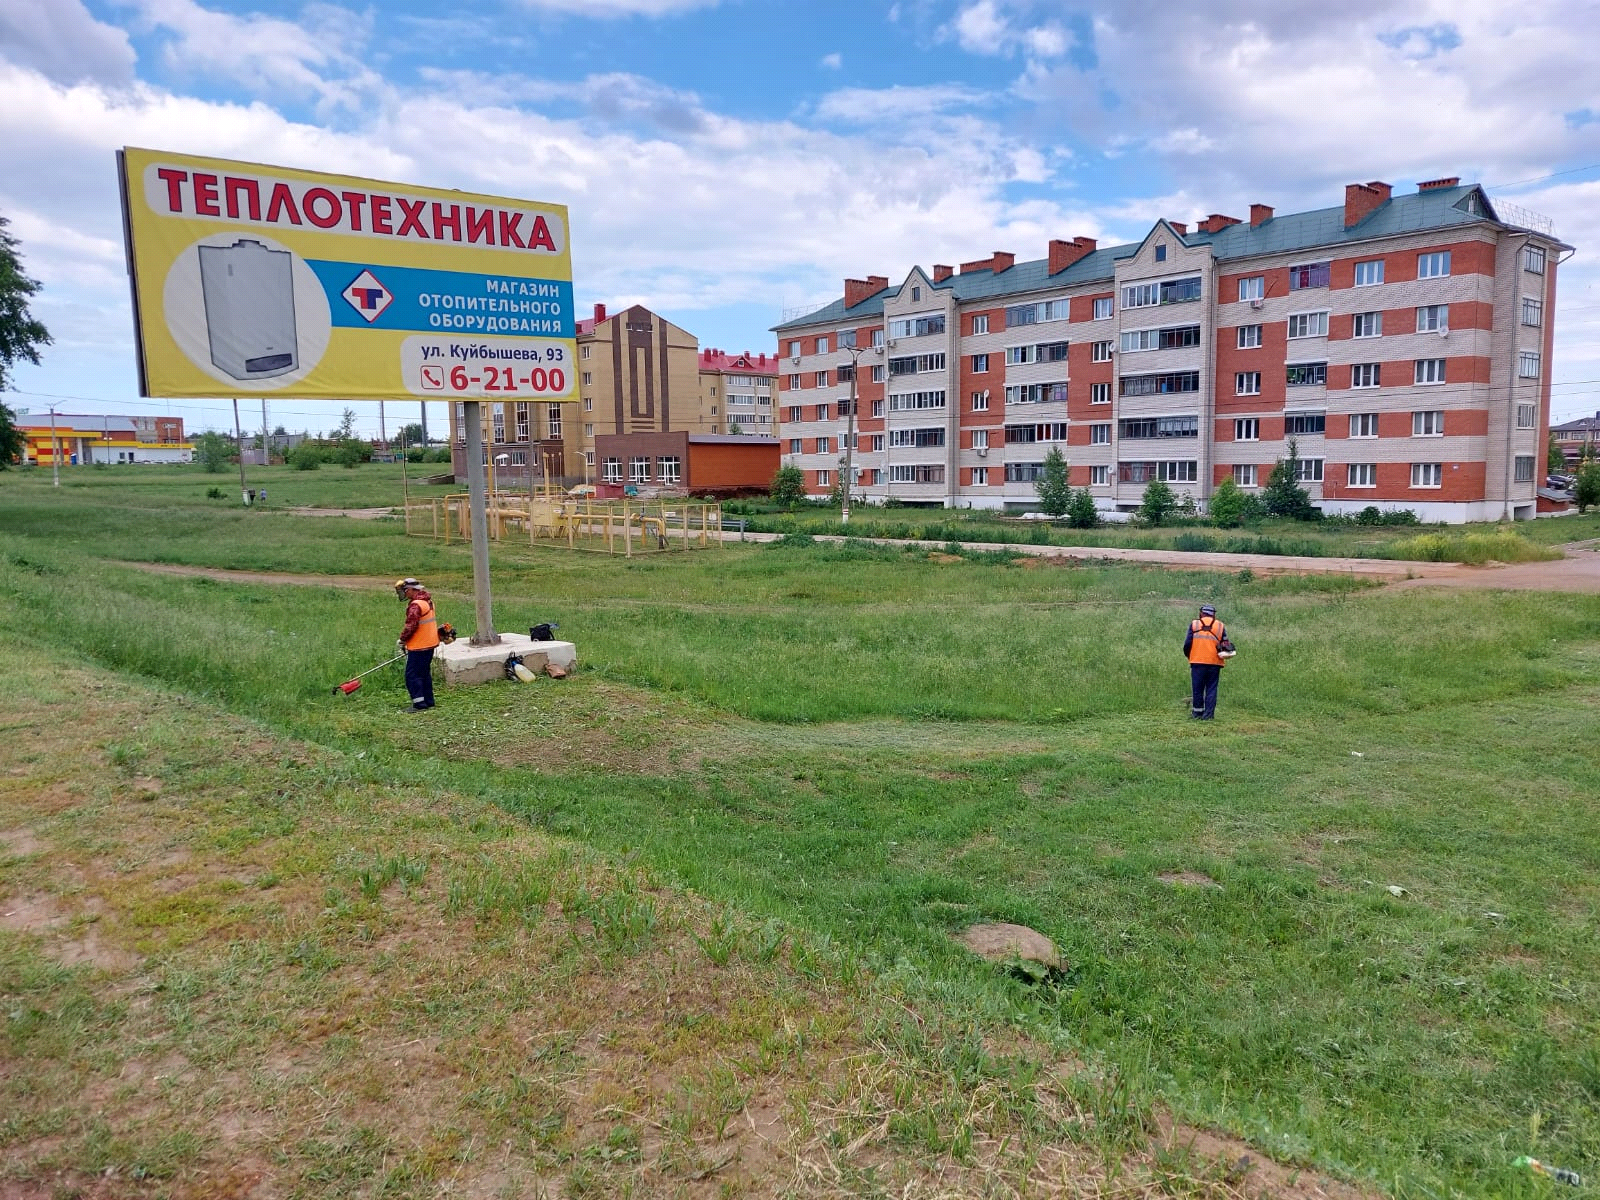 ТЕПЛОТЕХНИКА
МАГАЗИН
ОТОПИТЕЛЬНОГО
ОБОРУДОВАНИЯ
ул. Куйбышева, 93
6-21-00